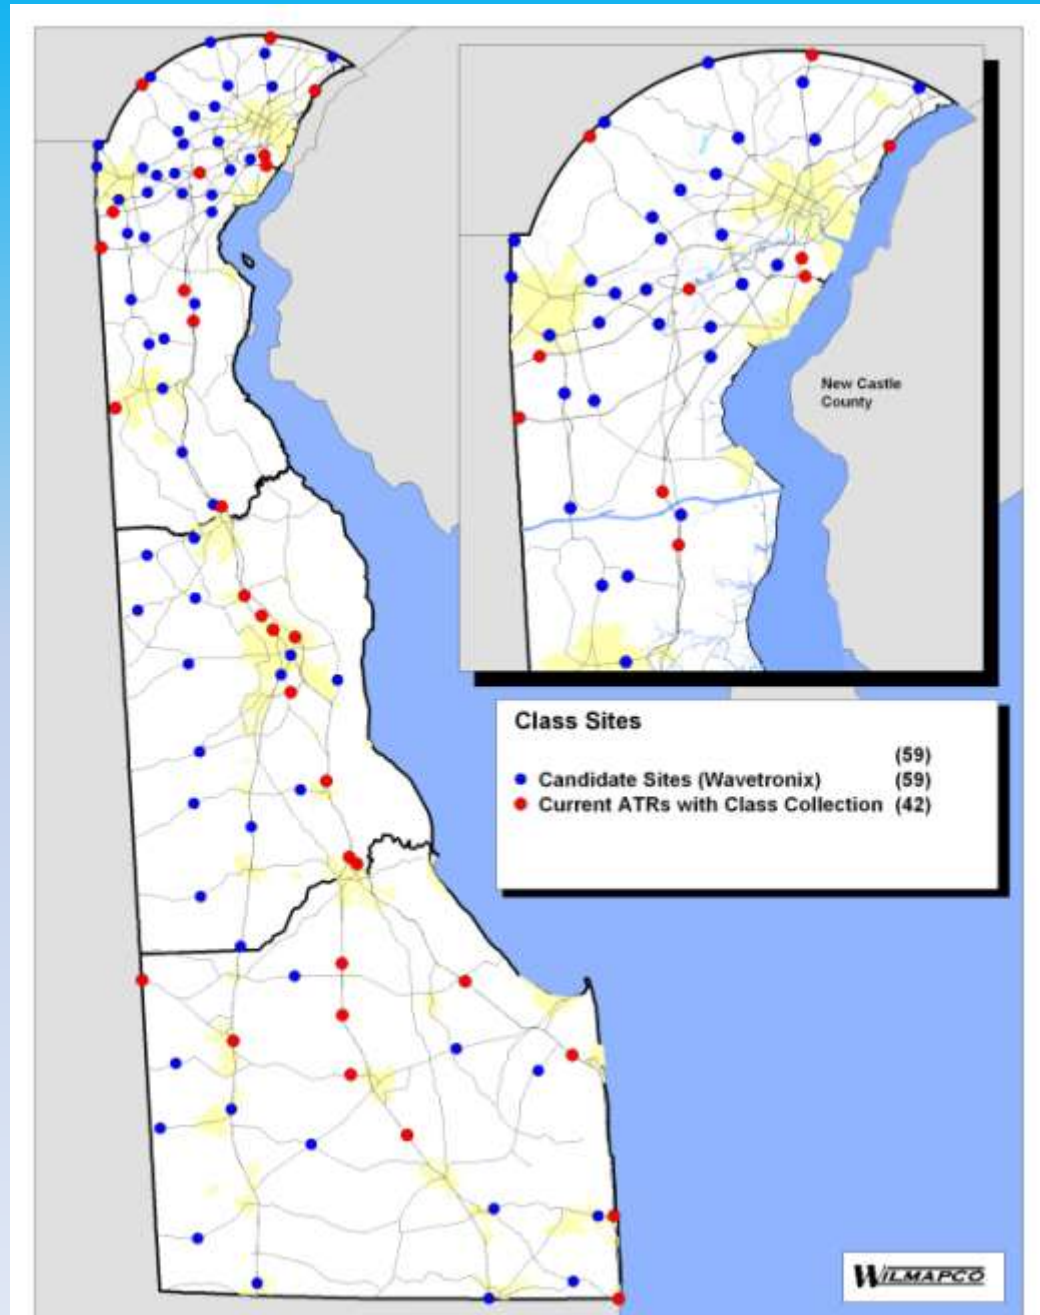 New Castle
County
Class Sites
(59)
Candidate Sites (Wavetronix) (59)
Current ATRs with Class Collection (42)
WILMAPCO